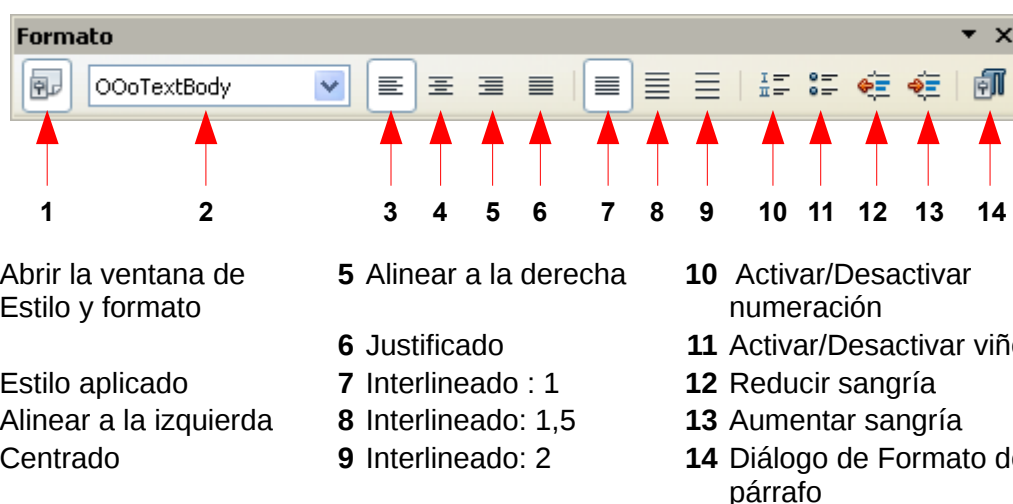 Formato
OOoTextBody
1 2 3 4 5 6 7 8 9 10 11 12 13 14
Abrir la ventana de
Estilo y formato
Estilo aplicado
Alinear a la izquierda
Centrado
5 Alinear a la derecha
6 Justificado
7 Interlineado : 1
8 Interlineado: 1,5
9 Interlineado: 2
10 Activar/Desactivar
numeración
11 Activar/Desactivar
12 Reducir sangría
13 Aumentar sangría
14 Diálogo de Formato
párrafo